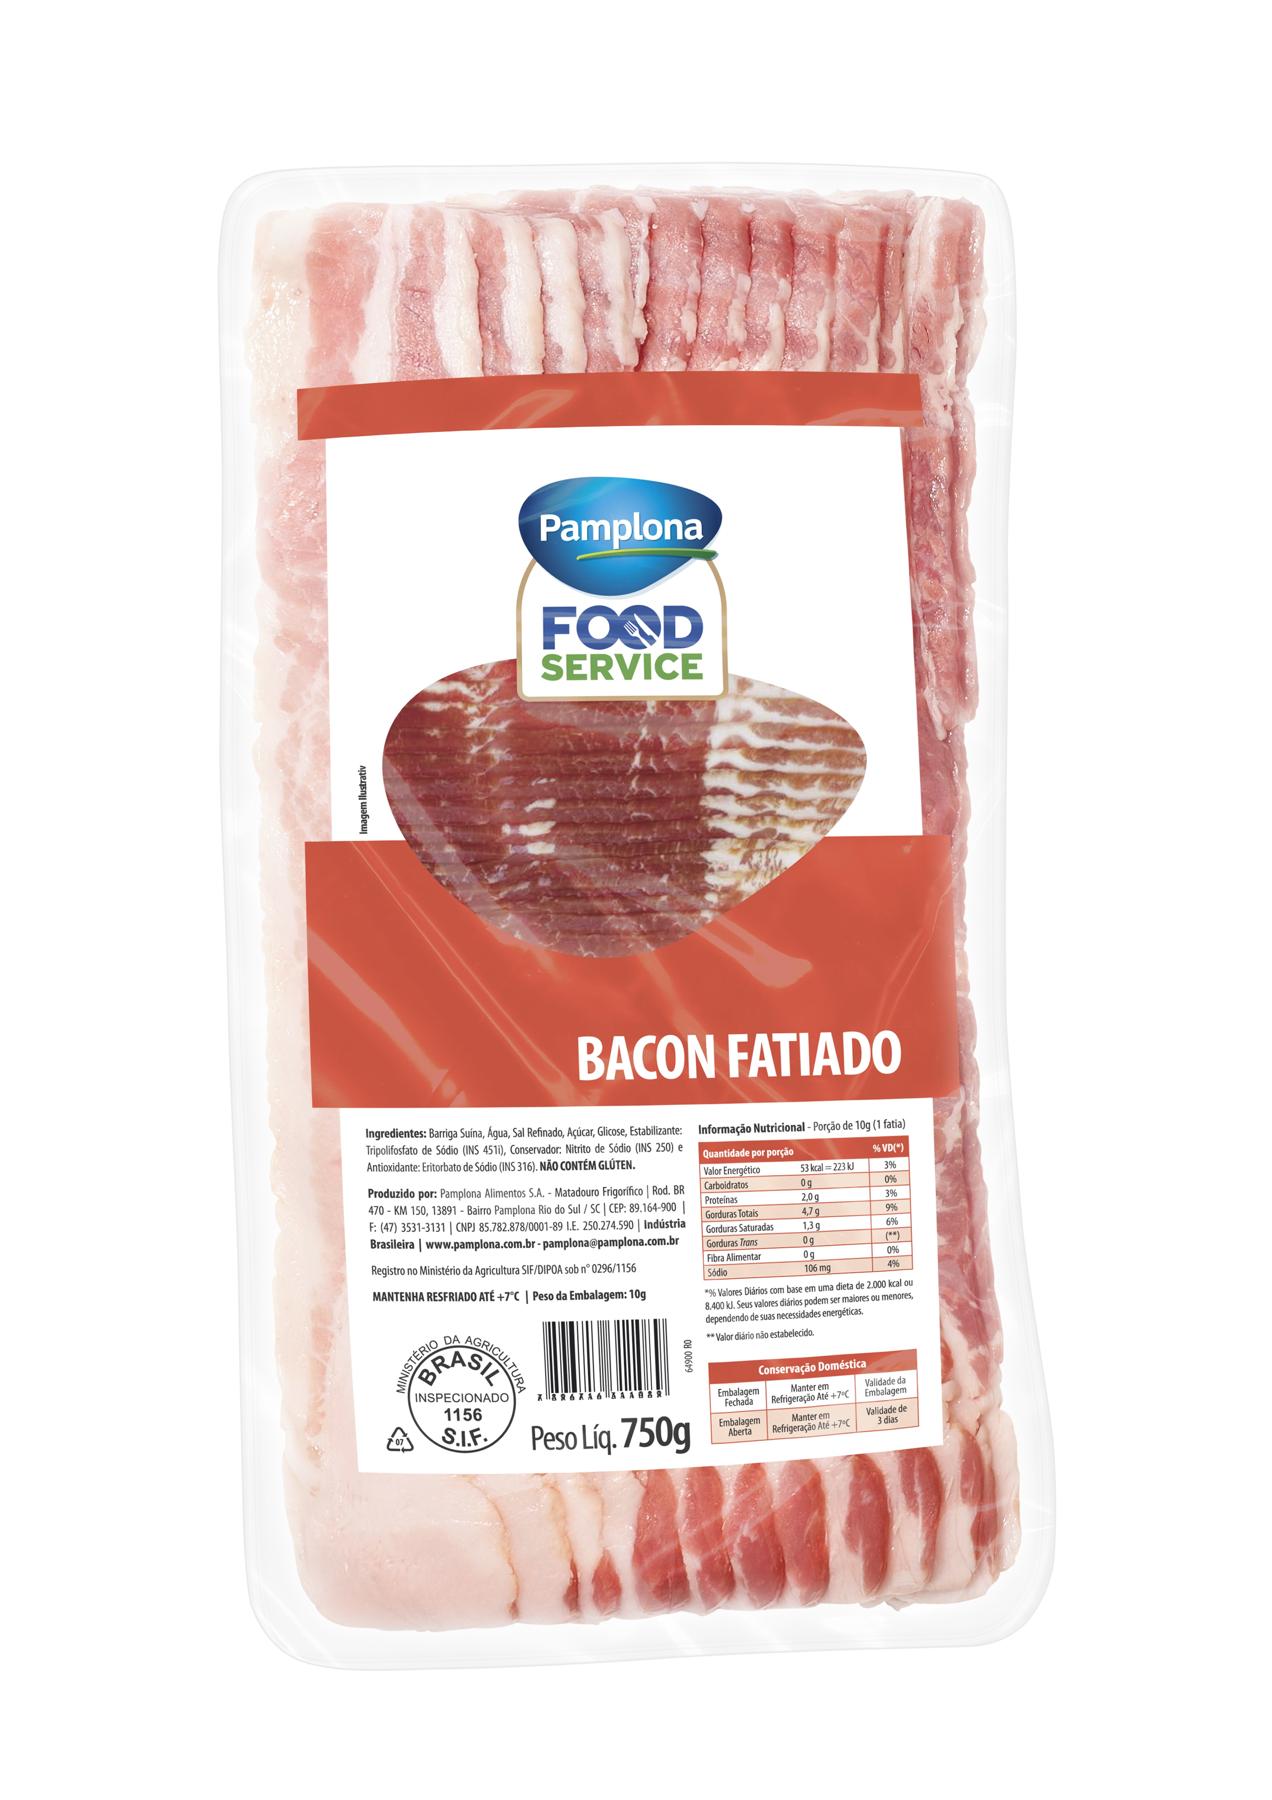 Pamplona
FOOD
SERVICE
Imagem Ilustrativ
BACON FATIADO
Ingredientes: Barriga Suína, Água, Sal Refinado, Açúcar, Glicose, Estabilizante:
Tripolifosfato de Sódio (INS 451i), Conservador: Nitrito de Sódio (INS 250) e
Antioxidante: Eritorbato de Sódio (INS 316). NÃO CONTÉM GLÚTEN.
Produzido por: Pamplona Alimentos S.A. - Matadouro Frigorífico | Rod. BR
470 - KM 150, 13891 - Bairro Pamplona Rio do Sul / SC | CEP: 89.164-900 |
F: (47) 3531-3131 | CNPJ 85.782.878/0001-89 I.E. 250.274.590 | Indústria
Brasileira | www.pamplona.com.br - pamplona@pamplona.com.br
Registro no Ministério da Agricultura SIF/DIPOA sob n° 0296/1156
MANTENHA RESFRIADO ATÉ +7°C | Peso da Embalagem: 10g
MINISTÉRIO DA AGRICULTURA
BRASIL
INSPECIONADO
1156
S.I.F.
07
64900 R0
Peso Líq. 750g
Informação Nutricional - Porção de 10g (1 fatia)
Quantidade por porção % VD(*)
Valor Energético 53 kcal = 223 kJ 3%
Carboidratos 0 g 0%
Proteínas 2,0 g 3%
Gorduras Totais 4,7 g 9%
Gorduras Saturadas 1,3 g 6%
Gorduras Trans 0 g (**)
Fibra Alimentar 0 g 0%
Sódio 106 mg 4%
*% Valores Diários com base em uma dieta de 2.000 kcal ou
8.400 kJ. Seus valores diários podem ser maiores ou menores,
dependendo de suas necessidades energéticas.
** Valor diário não estabelecido.
Conservação Doméstica
Embalagem Fechada Manter em Refrigeração Até +7ºC Validade da Embalagem
Embalagem Aberta Manter em Refrigeração Até +7ºC Validade de 3 dias